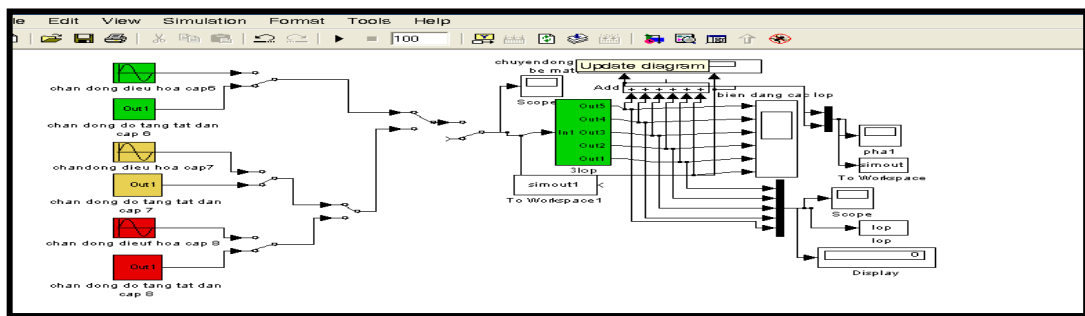 le Edit View Simulation Format Tools Help
100
chan dong dieu hoa cap6
Out1
chan dong do tang tat dan
cap 6
chandong dieu hoa cap7
Out1
chan dong do tang tat dan
cap 7
chan dong dieuf hoa cap 8
Out1
chan dong do tang tat dan
cap 8
chuyendong
be mat
Update diagram
Scope
Add
bien dang cac lop
In1
Out5
Out4
Out3
Out2
Out1
3lop
simout1
To Workspace1
pha1
simout
To Workspace
Scope
lop
lop
0
Display